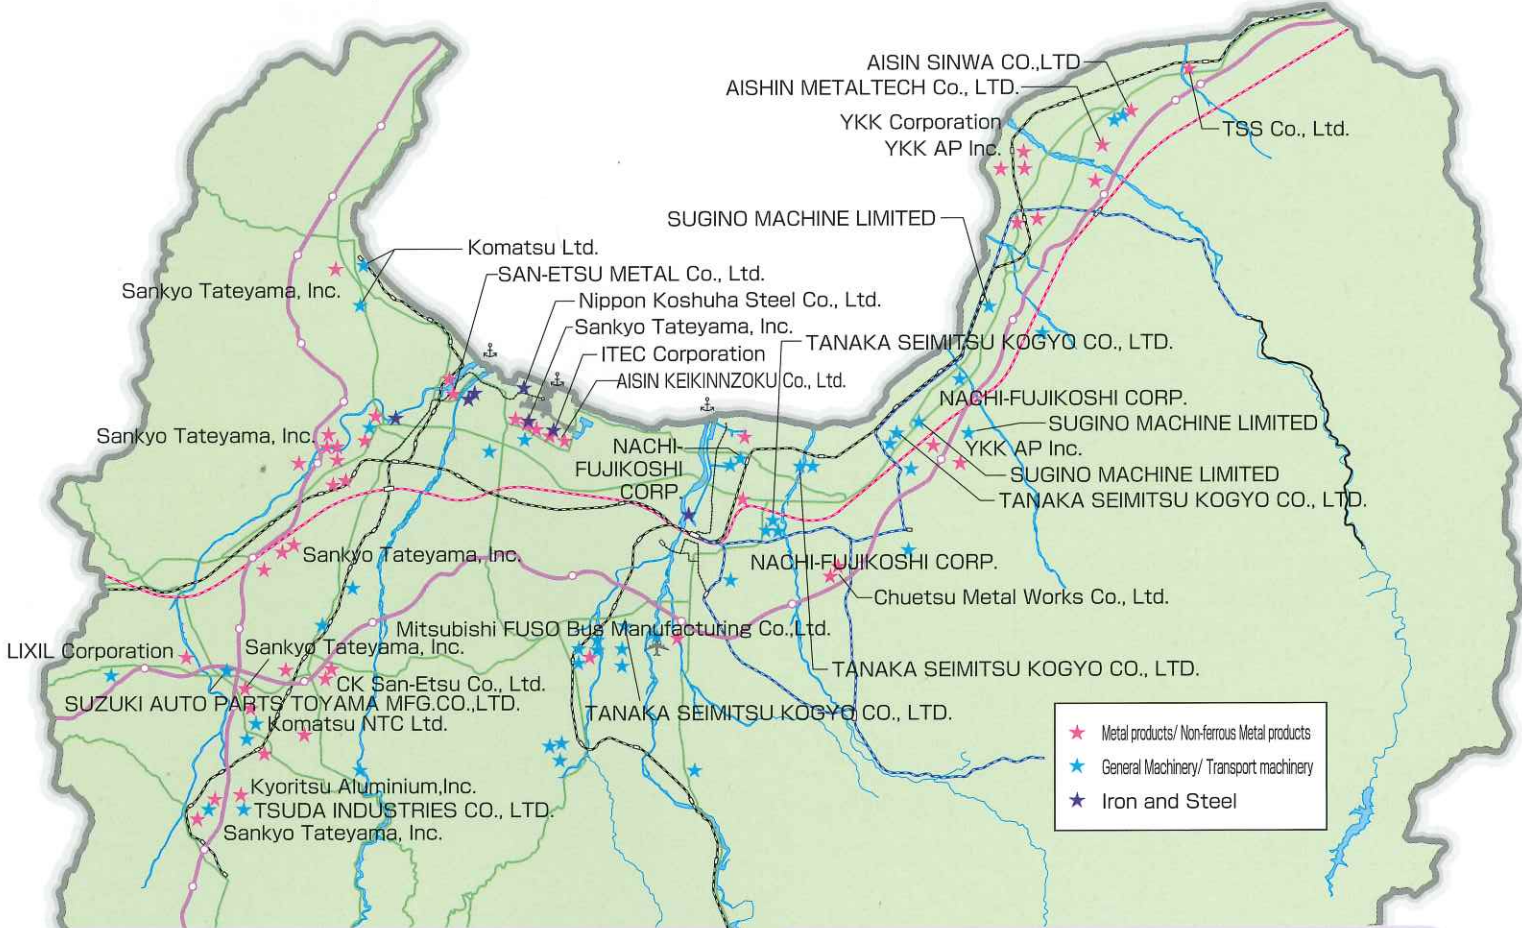 AISIN SINWA CO.,LTD
AISHIN METALTECH Co., LTD.
YKK Corporation
YKK AP Inc.
TSS Co., Ltd.
SUGINO MACHINE LIMITED
Komatsu Ltd.
SAN-ETSU METAL Co., Ltd.
Sankyo Tateyama, Inc.
Nippon Koshuha Steel Co., Ltd.
Sankyo Tateyama, Inc.
TANAKA SEIMITSU KOGYO CO., LTD.
ITEC Corporation
AISIN KEIKINNZOKU Co., Ltd.
NACHI-FUJIKOSHI CORP.
SUGINO MACHINE LIMITED
Sankyo Tateyama, Inc.
NACHI-
FUJIKOSHI
CORP.
YKK AP Inc.
SUGINO MACHINE LIMITED
TANAKA SEIMITSU KOGYO CO., LTD.
Sankyo Tateyama, Inc.
NACHI-FUJIKOSHI CORP.
Chuetsu Metal Works Co., Ltd.
Mitsubishi FUSO Bus Manufacturing Co.,Ltd.
LIXIL Corporation
Sankyo Tateyama, Inc.
TANAKA SEIMITSU KOGYO CO., LTD.
CK San-Etsu Co., Ltd.
SUZUKI AUTO PARTS TOYAMA MFG.CO.,LTD.
TANAKA SEIMITSU KOGYO CO., LTD.
Komatsu NTC Ltd.
Kyoritsu Aluminium,Inc.
TSUDA INDUSTRIES CO., LTD.
Sankyo Tateyama, Inc.
Metal products/ Non-ferrous Metal products
General Machinery/ Transport machinery
Iron and Steel